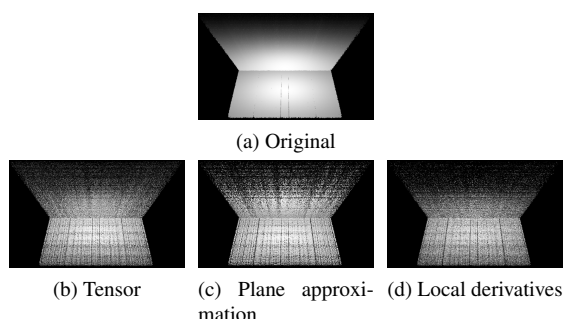 (a) Original
(b) Tensor
(c) Plane approxi-
mation
(d) Local derivatives